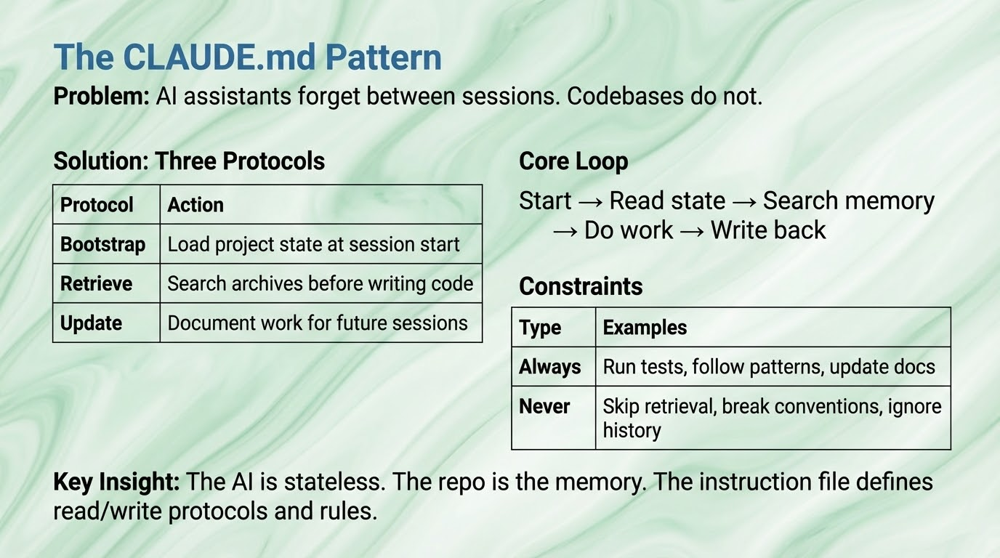 The CLAUDE.md Pattern
Problem: AI assistants forget between sessions. Codebases do not.
Solution: Three Protocols
Protocol Action
Bootstrap Load project state at session start
Retrieve Search archives before writing code
Update Document work for future sessions
Core Loop
Start → Read state → Search memory
→ Do work → Write back
Constraints
Type Examples
Always Run tests, follow patterns, update docs
Never Skip retrieval, break conventions, ignore
history
Key Insight: The AI is stateless. The repo is the memory. The instruction file defines
read/write protocols and rules.